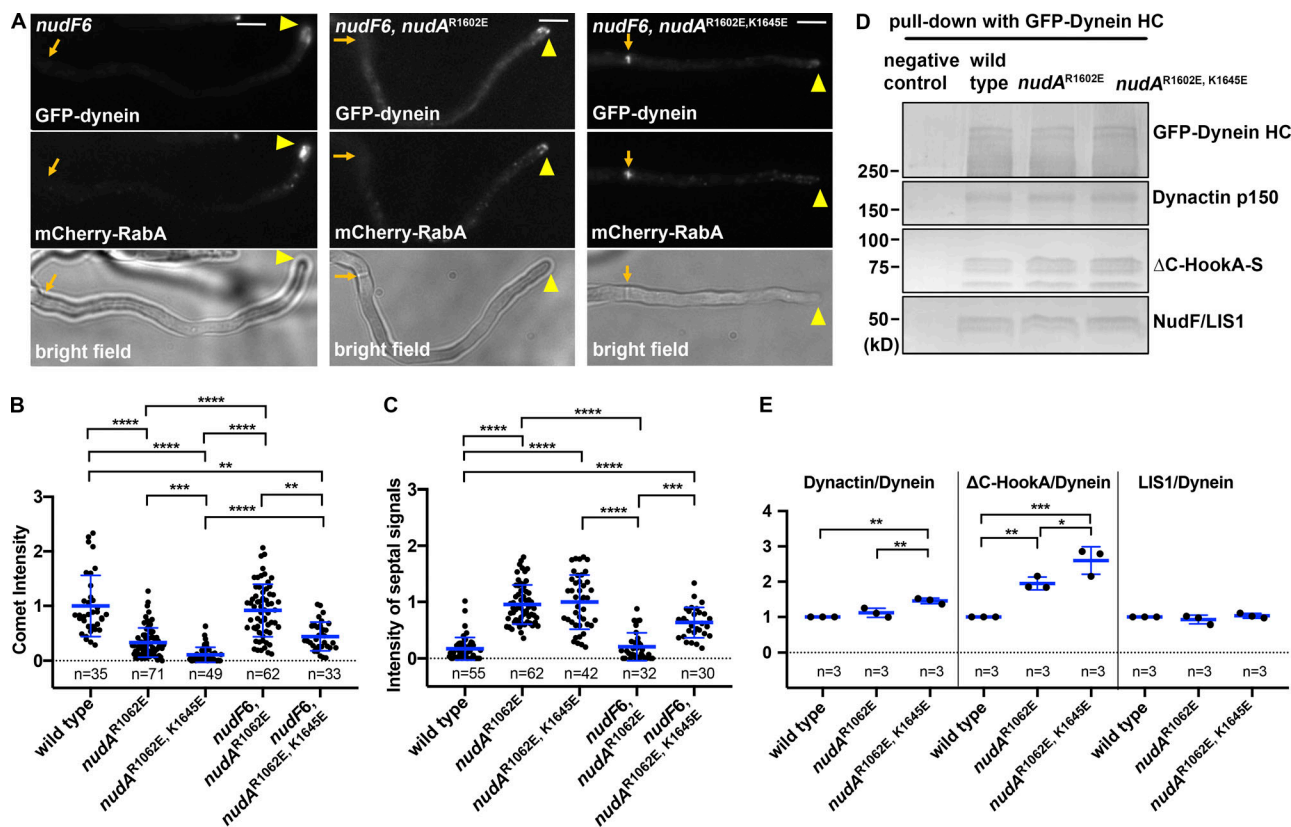 A
nudF6
nudF6, nudA^R1602E
nudF6, nudA^R1602E,K1645E
GFP-dynein
GFP-dynein
GFP-dynein
mCherry-RabA
mCherry-RabA
mCherry-RabA
bright field
bright field
bright field
D
pull-down with GFP-Dynein HC
negative control
wild type
nudA^R1602E
nudA^R1602E, K1645E
GFP-Dynein HC
250
Dynactin p150
150
100
75
ΔC-HookA-S
50
(kD)
NudF/LIS1
B
****
****
****
****
****
**
***
**
****
3
2
1
0
Comet Intensity
n=35
n=71
n=49
n=62
n=33
wild type
nudA^R1062E
nudA^R1062E, K1645E
nudF6,
nudA^R1062E
nudF6,
nudA^R1062E, K1645E
C
****
****
****
****
***
****
3
2
1
0
Intensity of septal signals
n=55
n=62
n=42
n=32
n=30
wild type
nudA^R1062E
nudA^R1062E, K1645E
nudF6,
nudA^R1062E
nudF6,
nudA^R1062E, K1645E
E
Dynactin/Dynein
ΔC-HookA/Dynein
LIS1/Dynein
**
**
***
**
*
4
3
2
1
0
n=3
n=3
n=3
n=3
n=3
n=3
n=3
n=3
n=3
wild type
nudA^R1062E
nudA^R1062E, K1645E
wild type
nudA^R1062E
nudA^R1062E, K1645E
wild type
nudA^R1062E
nudA^R1062E, K1645E